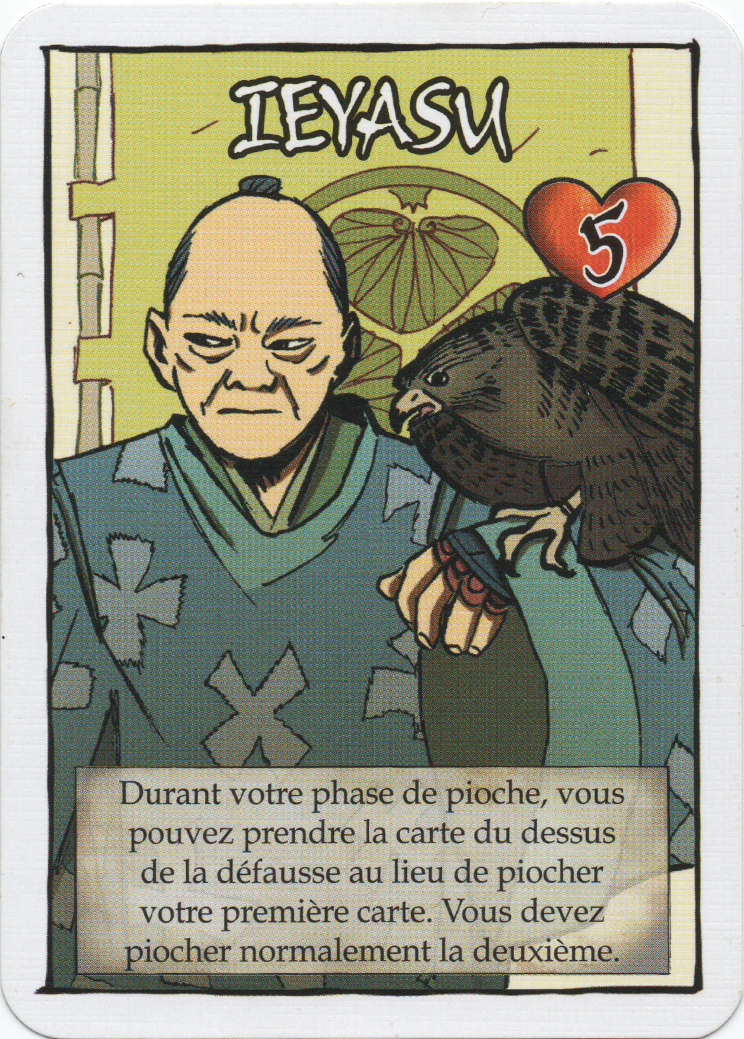 IEYASU
5
Durant votre phase de pioche, vous
pouvez prendre la carte du dessus
de la défausse au lieu de piocher
votre première carte. Vous devez
piocher normalement la deuxième.